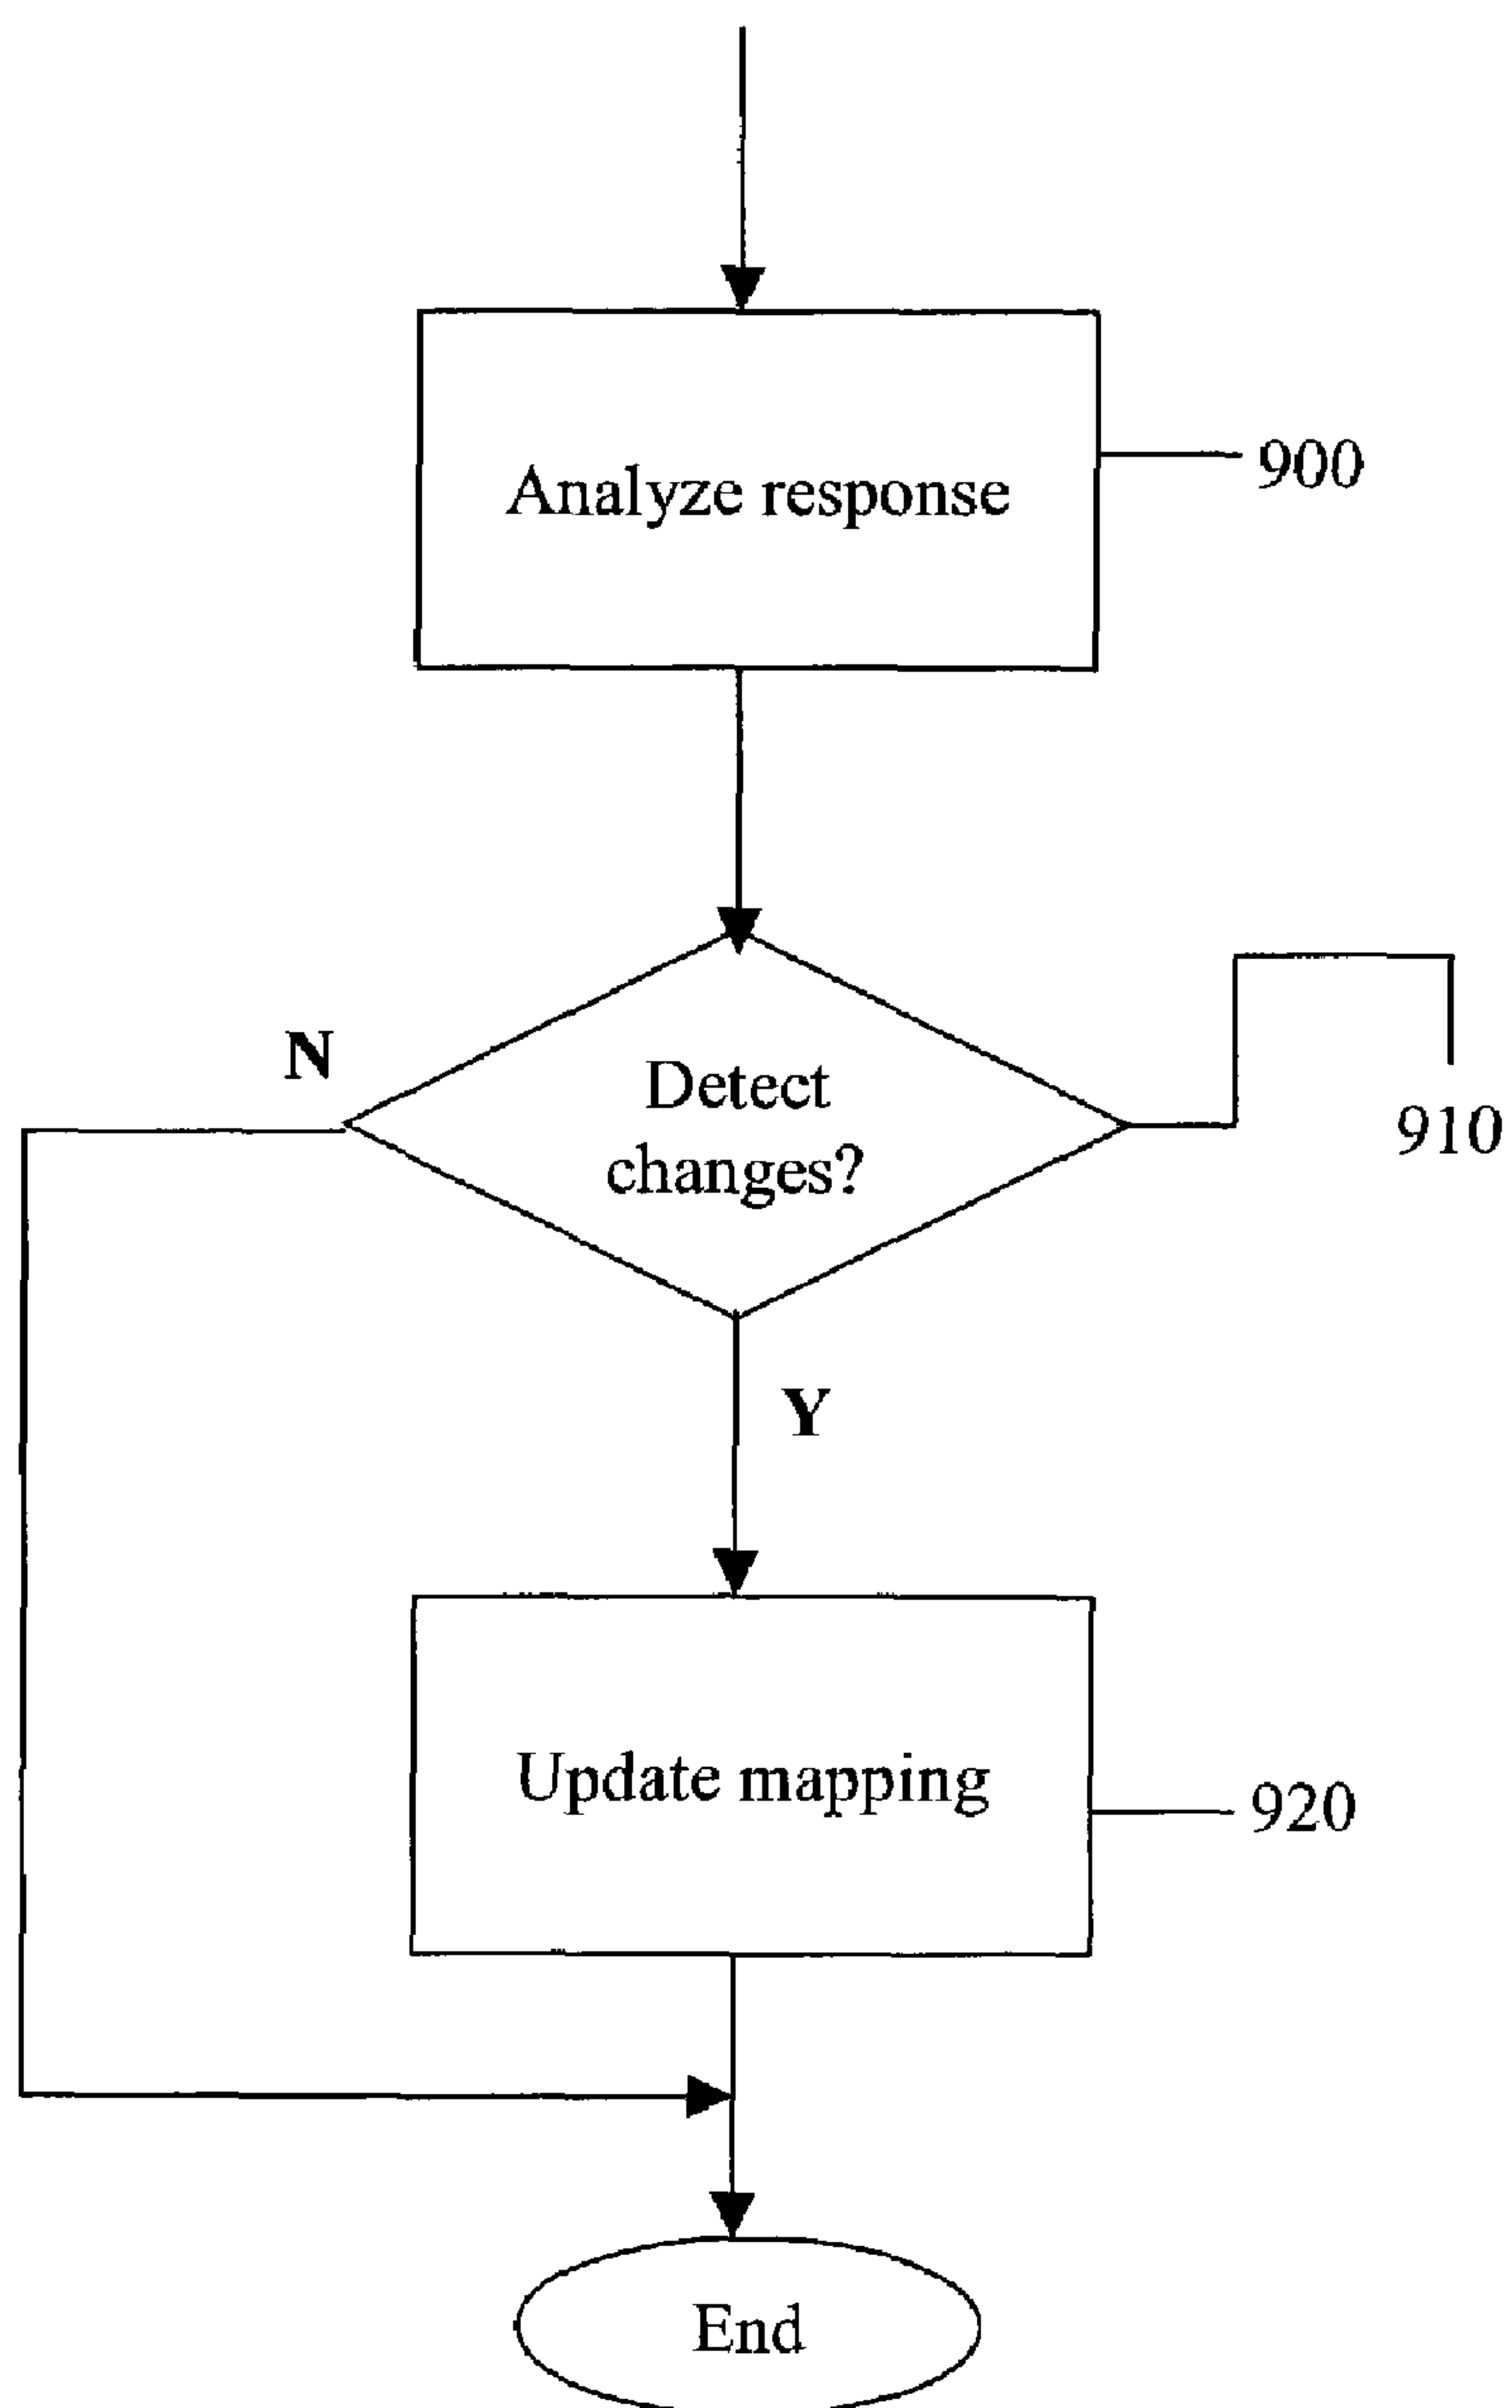 Analyze response
900
N
Detect
changes?
910
Y
Update mapping
920
End